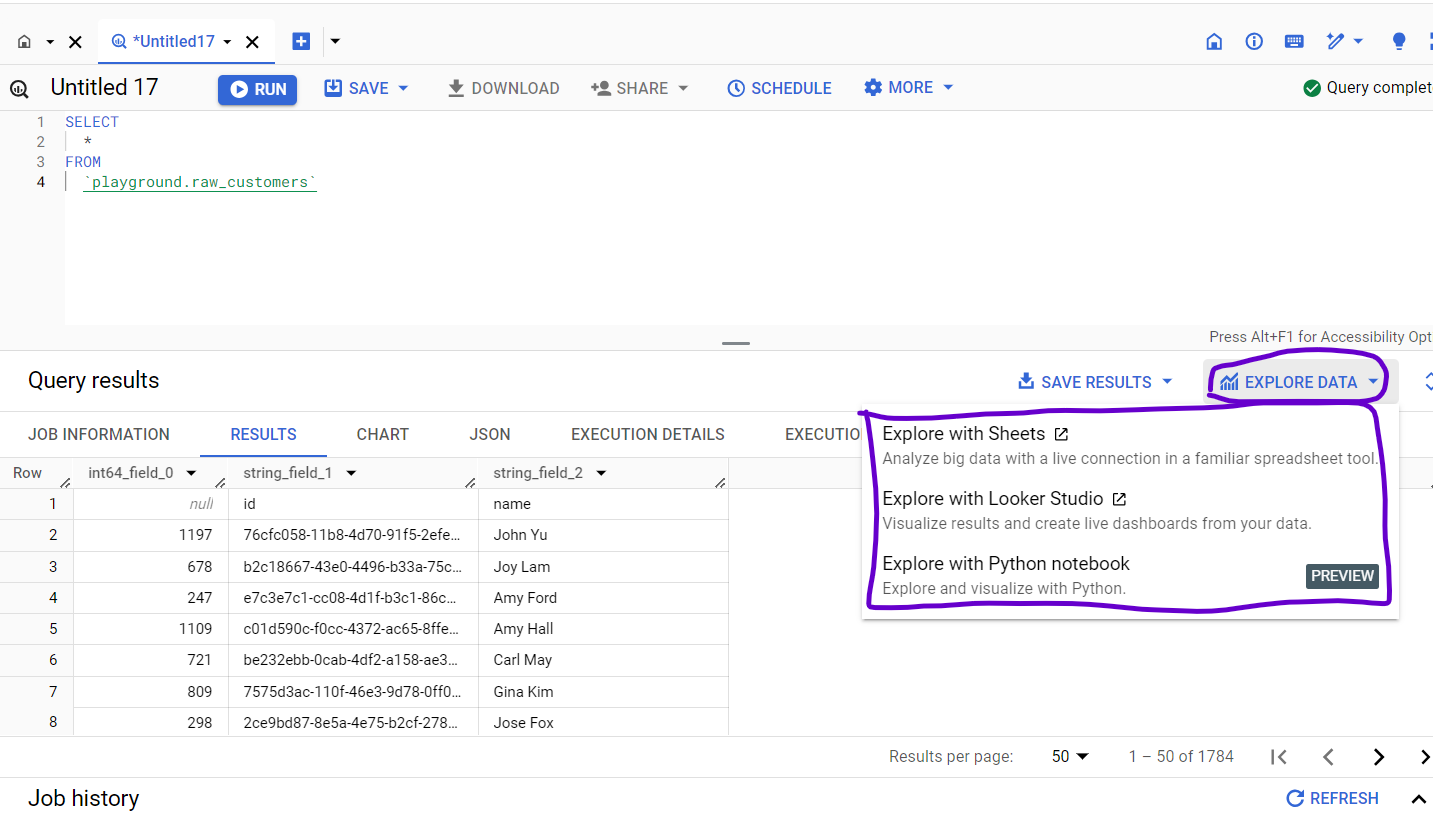 *Untitled17
Untitled 17
RUN
SAVE
DOWNLOAD
SHARE
SCHEDULE
MORE
Query complet
1 SELECT
2 *
3 FROM
4 `playground.raw_customers`
Press Alt+F1 for Accessibility Opt
Query results
SAVE RESULTS
EXPLORE DATA
JOB INFORMATION
RESULTS
CHART
JSON
EXECUTION DETAILS
EXECUTIO
Explore with Sheets
Analyze big data with a live connection in a familiar spreadsheet tool.
Explore with Looker Studio
Visualize results and create live dashboards from your data.
Explore with Python notebook
Explore and visualize with Python.
PREVIEW
Row int64_field_0 string_field_1 string_field_2
1 null id name
2 1197 76cfc058-11b8-4d70-91f5-2efe... John Yu
3 678 b2c18667-43e0-4496-b33a-75c... Joy Lam
4 247 e7c3e7c1-cc08-4d1f-b3c1-86c... Amy Ford
5 1109 c01d590c-f0cc-4372-ac65-8ffe... Amy Hall
6 721 be232ebb-0cab-4df2-a158-ae3... Carl May
7 809 7575d3ac-110f-46e3-9d78-0ff0... Gina Kim
8 298 2ce9bd87-8e5a-4e75-b2cf-278... Jose Fox
Results per page: 50 1 – 50 of 1784
Job history
REFRESH